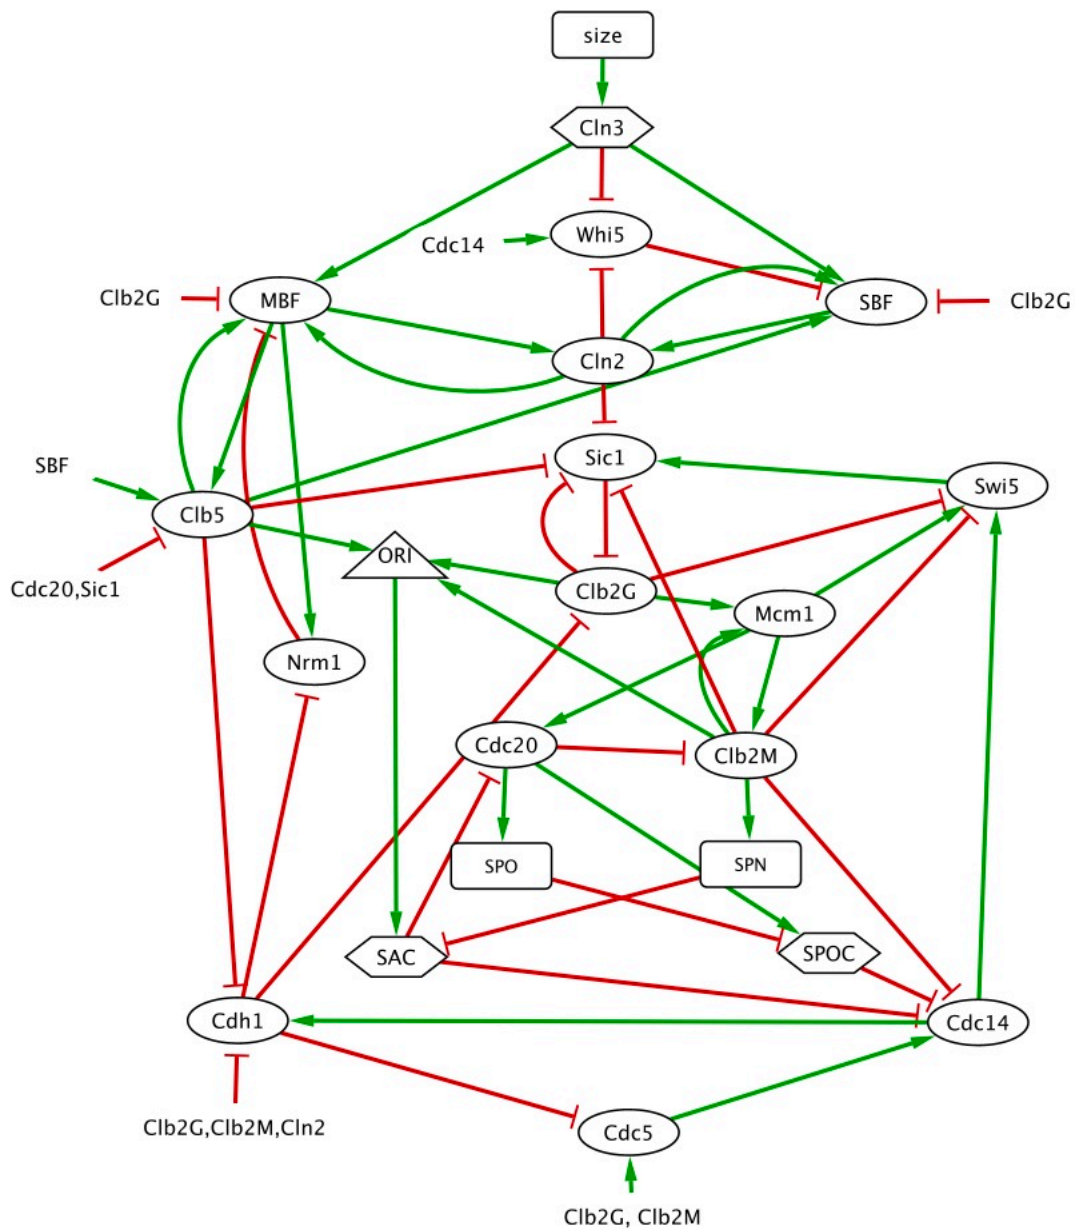 size
Cln3
Whi5
Cdc14
Clb2G
MBF
SBF
Clb2G
Cln2
Sic1
SBF
Swi5
Clb5
ORI
Cdc20,Sic1
Clb2G
Mcm1
Nrm1
Cdc20
Clb2M
SPO
SPN
SAC
SPOC
Cdh1
Cdc14
Clb2G,Clb2M,Cln2
Cdc5
Clb2G, Clb2M